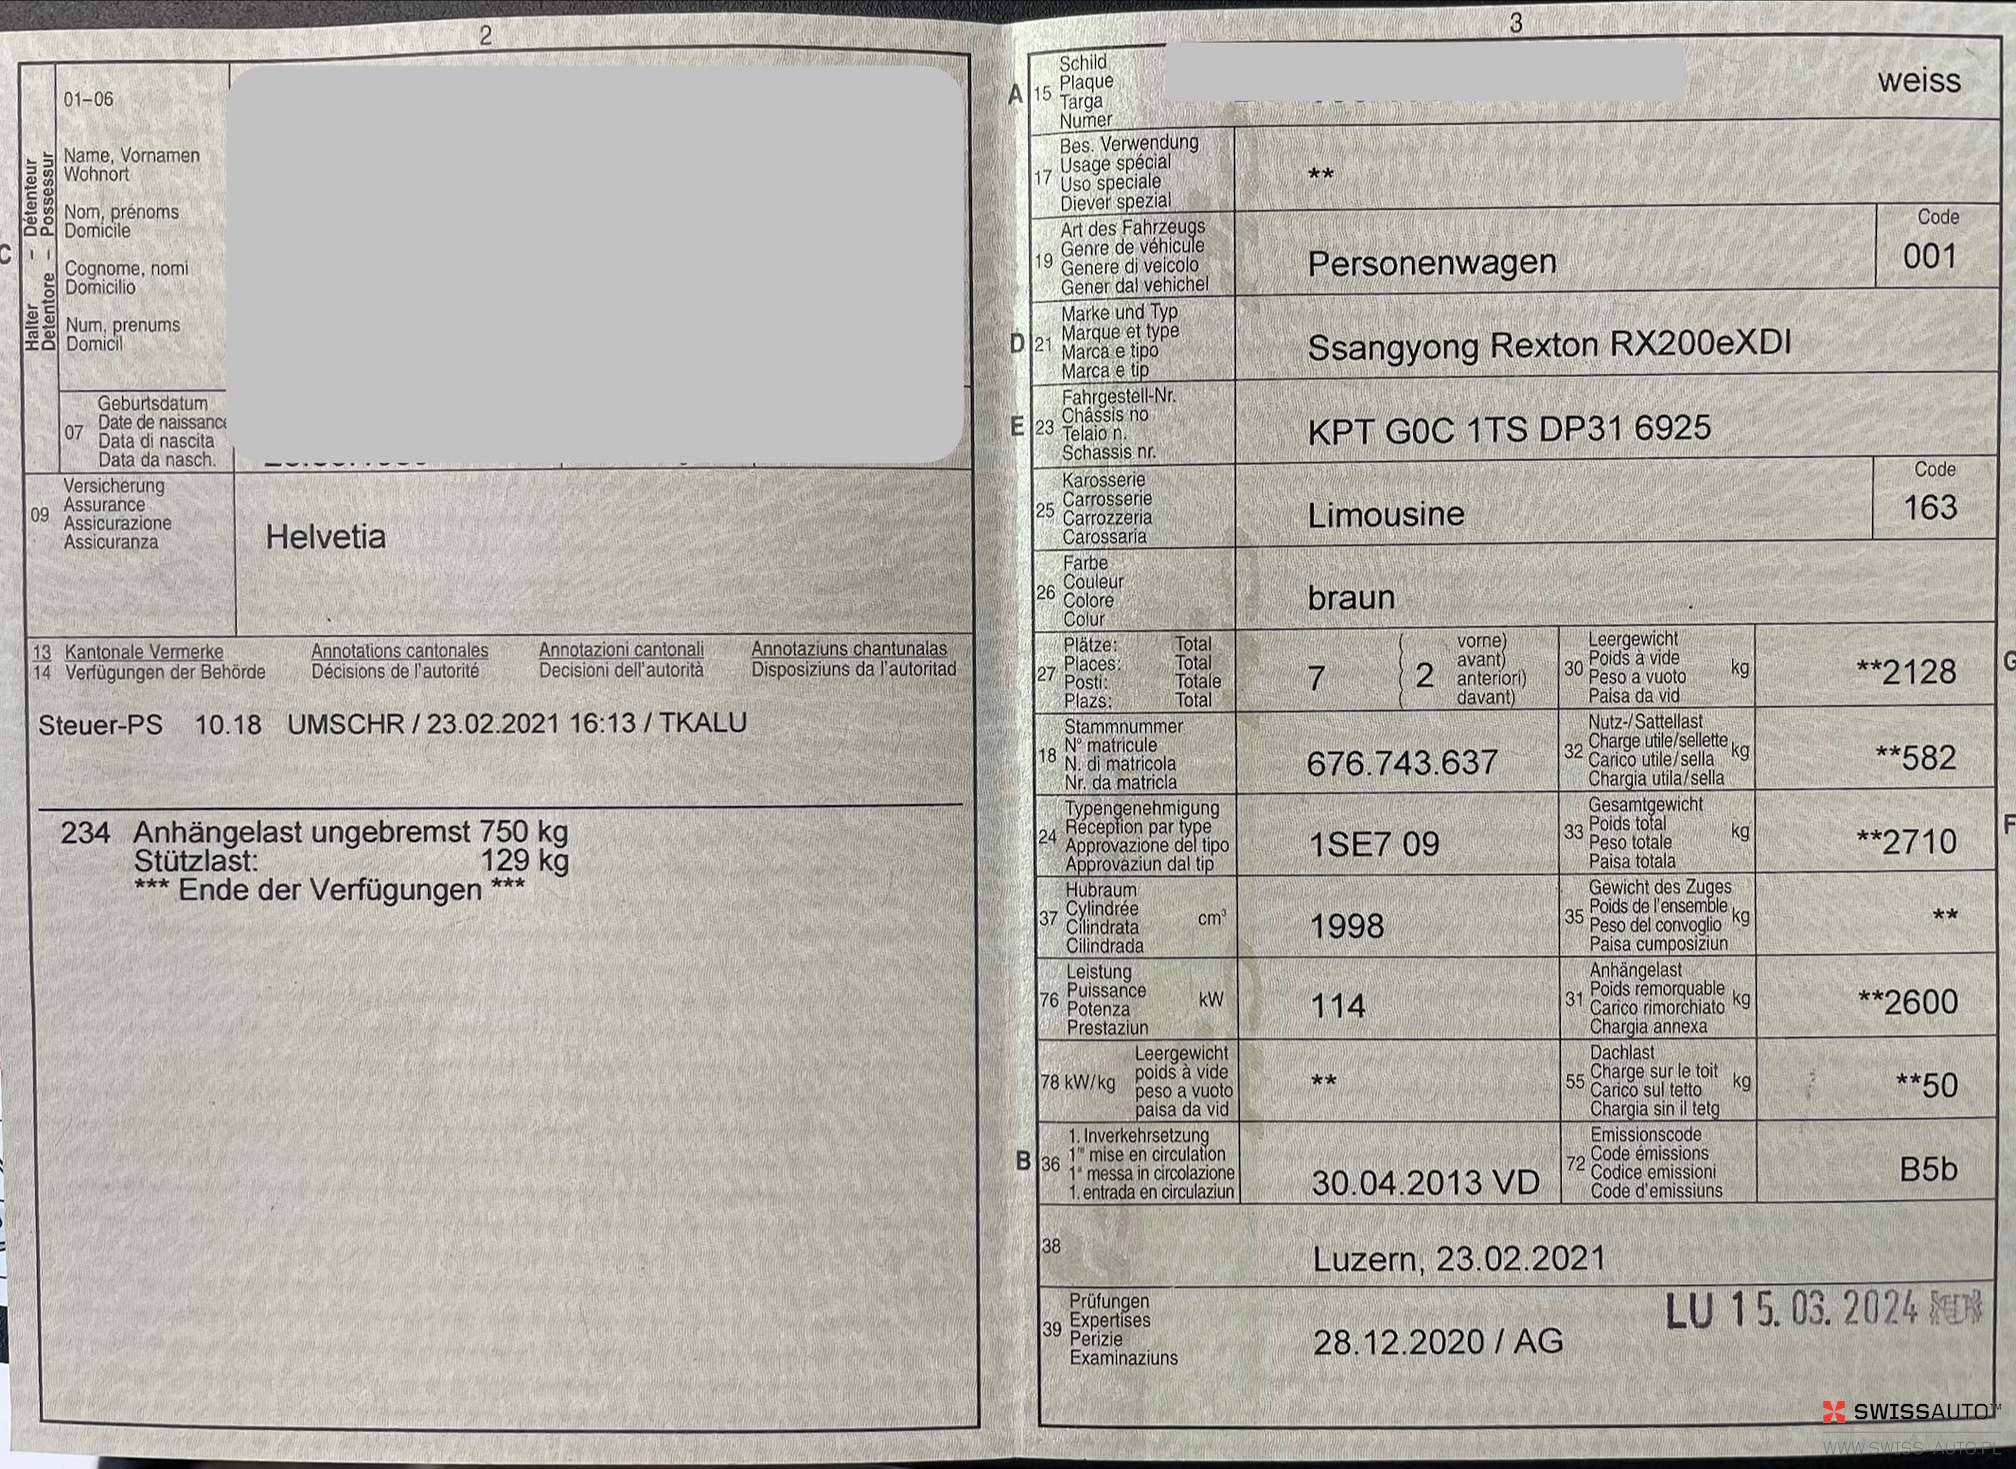 2
01–06
Name, Vornamen
Wohnort
Nom, prénoms
Domicile
Cognome, nomi
Domicilio
Num, prenums
Domicil
C
Halter – Détenteur
Detentore – Possessur
07
Geburtsdatum
Date de naissance
Data di nascita
Data da nasch.
09
Versicherung
Assurance
Assicurazione
Assicuranza
Helvetia
13 Kantonale Vermerke Annotations cantonales Annotazioni cantonali Annotaziuns chantunalas
14 Verfügungen der Behörde Décisions de l'autorité Decisioni dell'autorità Disposiziuns da l'autoritad
Steuer-PS 10.18 UMSCHR / 23.02.2021 16:13 / TKALU
234 Anhängelast ungebremst 750 kg
Stützlast: 129 kg
*** Ende der Verfügungen ***
3
A 15
Schild
Plaque
Targa
Numer
weiss
17
Bes. Verwendung
Usage spécial
Uso speciale
Diever spezial
**
19
Art des Fahrzeugs
Genre de véhicule
Genere di veicolo
Gener dal vehichel
Personenwagen
Code
001
D 21
Marke und Typ
Marque et type
Marca e tipo
Marca e tip
Ssangyong Rexton RX200eXDI
E 23
Fahrgestell-Nr.
Châssis no
Telaio n.
Schassis nr.
KPT G0C 1TS DP31 6925
25
Karosserie
Carrosserie
Carrozzeria
Carossaria
Limousine
Code
163
26
Farbe
Couleur
Colore
Colur
braun
27
Plätze: Total
Places: Total
Posti: Totale
Plazs: Total
7
2
vorne)
avant)
anteriori)
davant)
30
Leergewicht
Poids à vide
Peso a vuoto
Paisa da vid
kg
**2128
G
18
Stammnummer
N° matricule
N. di matricola
Nr. da matricla
676.743.637
32
Nutz-/Sattellast
Charge utile/sellette
Carico utile/sella
Chargia utila/sella
kg
**582
24
Typengenehmigung
Réception par type
Approvazione del tipo
Approvaziun dal tip
1SE7 09
33
Gesamtgewicht
Poids total
Peso totale
Paisa totala
kg
**2710
F
37
Hubraum
Cylindrée
Cilindrata
Cilindrada
cm³
1998
35
Gewicht des Zuges
Poids de l'ensemble
Peso del convoglio
Paisa cumposiziun
kg
**
76
Leistung
Puissance
Potenza
Prestaziun
kW
114
31
Anhängelast
Poids remorquable
Carico rimorchiato
Chargia annexa
kg
**2600
78 kW/kg
Leergewicht
poids à vide
peso a vuoto
paisa da vid
**
55
Dachlast
Charge sur le toit
Carico sul tetto
Chargia sin il tetg
kg
**50
B 36
1. Inverkehrsetzung
1re mise en circulation
1a messa in circolazione
1. entrada en circulaziun
30.04.2013 VD
72
Emissionscode
Code émissions
Codice emissioni
Code d'emissiuns
B5b
38
Luzern, 23.02.2021
39
Prüfungen
Expertises
Perizie
Examinaziuns
28.12.2020 / AG
LU 15. 03. 2024
SWISSAUTO™
WWW.SWISS-AUTO.PL